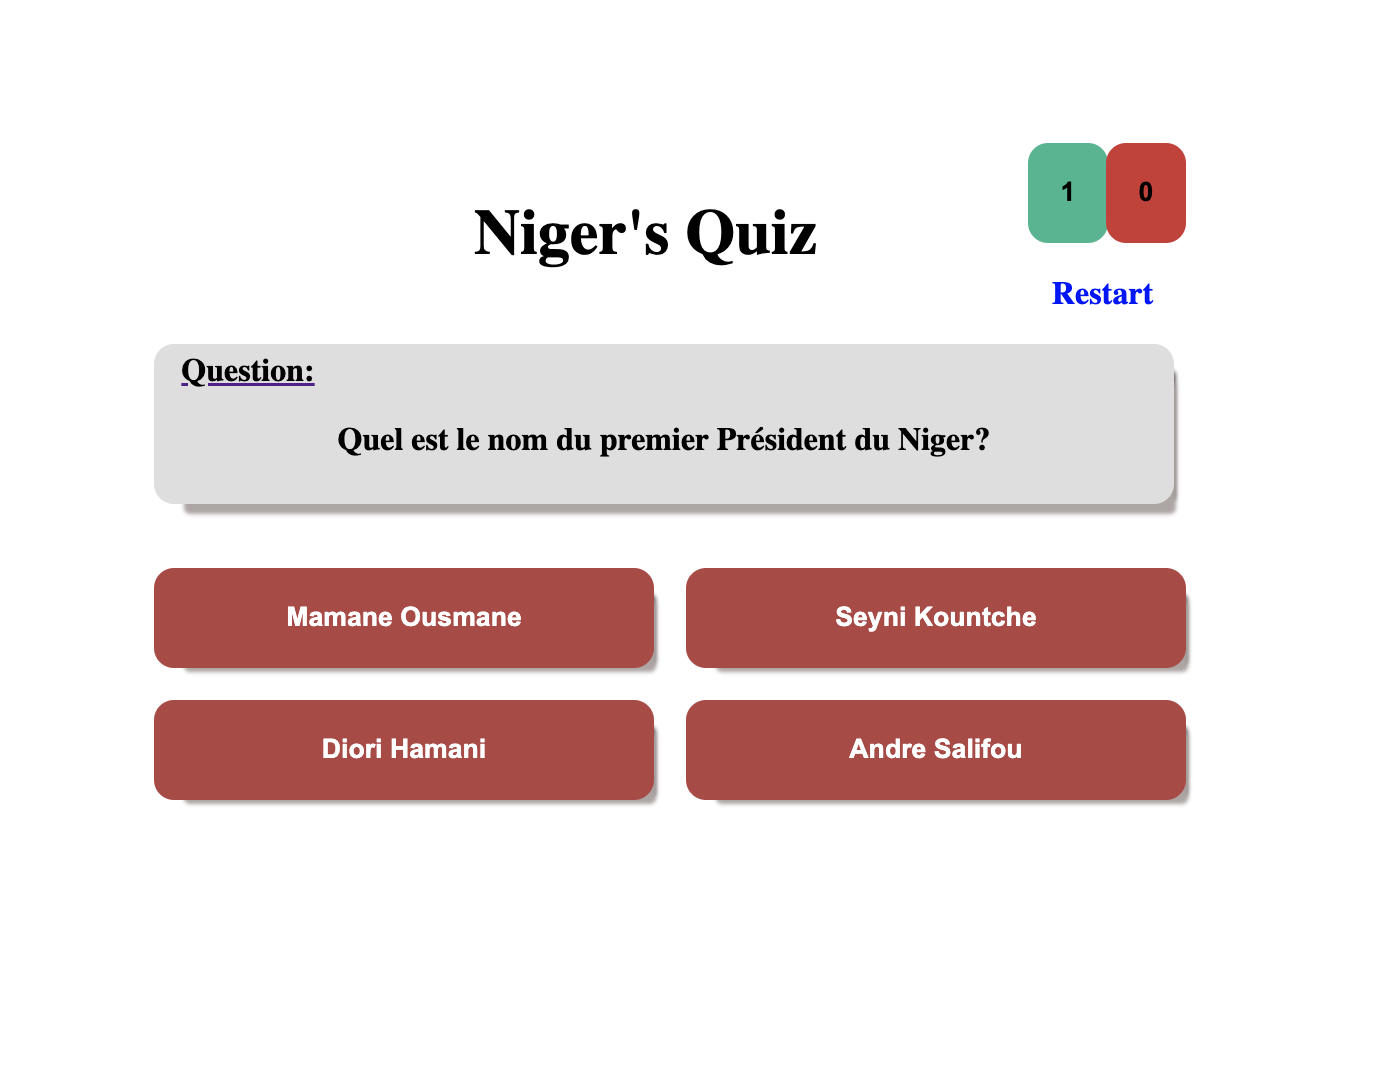 1 0
Niger's Quiz
Restart
Question:
Quel est le nom du premier Président du Niger?
Mamane Ousmane
Seyni Kountche
Diori Hamani
Andre Salifou